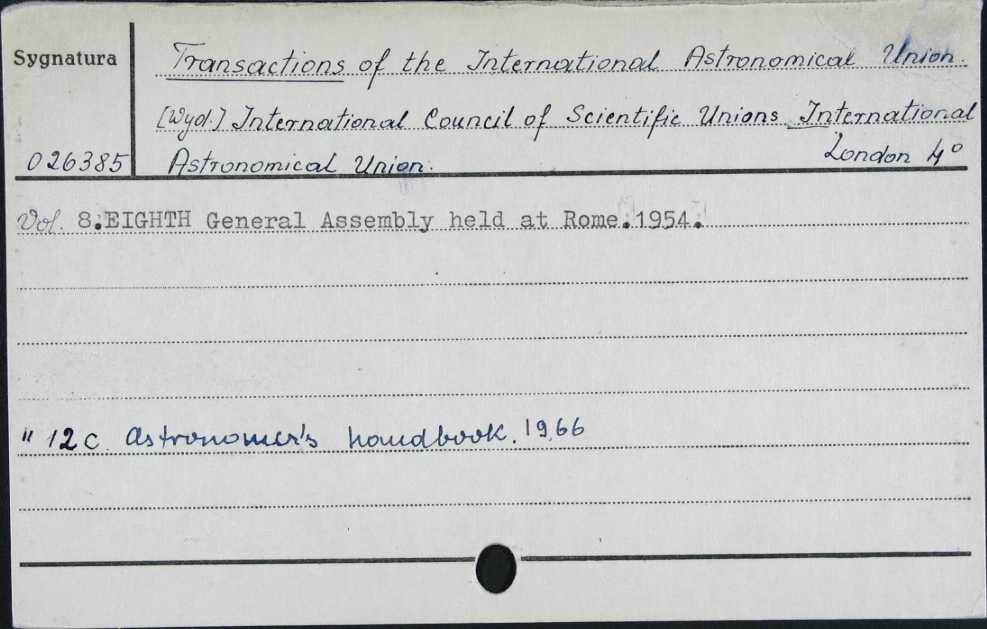 Sygnatura
Transactions of the International Astronomical Union.
[Wyd.] International Council of Scientific Unions International
026385 Astronomical Union. London 4°
Vol. 8.EIGHTH General Assembly held at Rome.1954.
" 12c. Astronomer's handbook. 1966